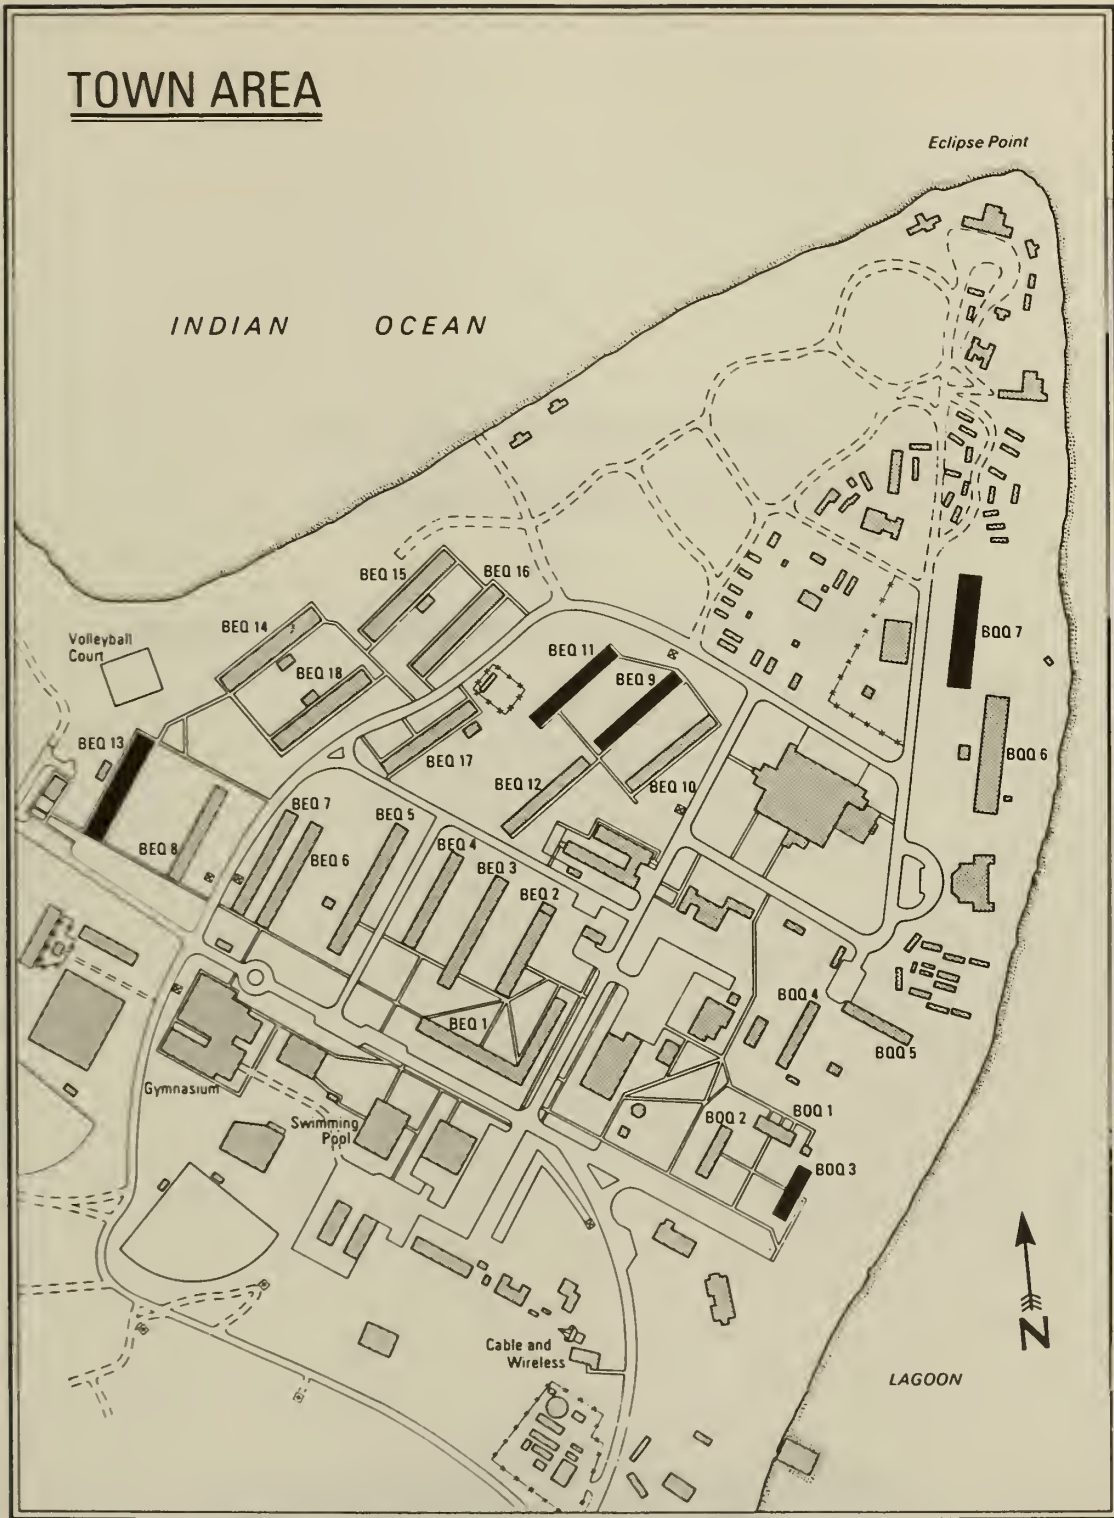 TOWN AREA
Eclipse Point
INDIAN OCEAN
BEQ 15
BEQ 16
BEQ 14
Volleyball
Court
BEQ 18
BEQ 11
BEQ 9
BOQ 7
BEQ 13
BEQ 17
BOQ 6
BEQ 12
BEQ 10
BEQ 7
BEQ 5
BEQ 8
BEQ 6
BEQ 4
BEQ 3
BEQ 2
BOQ 4
BEQ 1
BOQ 5
Gymnasium
BOQ 1
Swimming
Pool
BOQ 2
BOQ 3
N
Cable and
Wireless
LAGOON